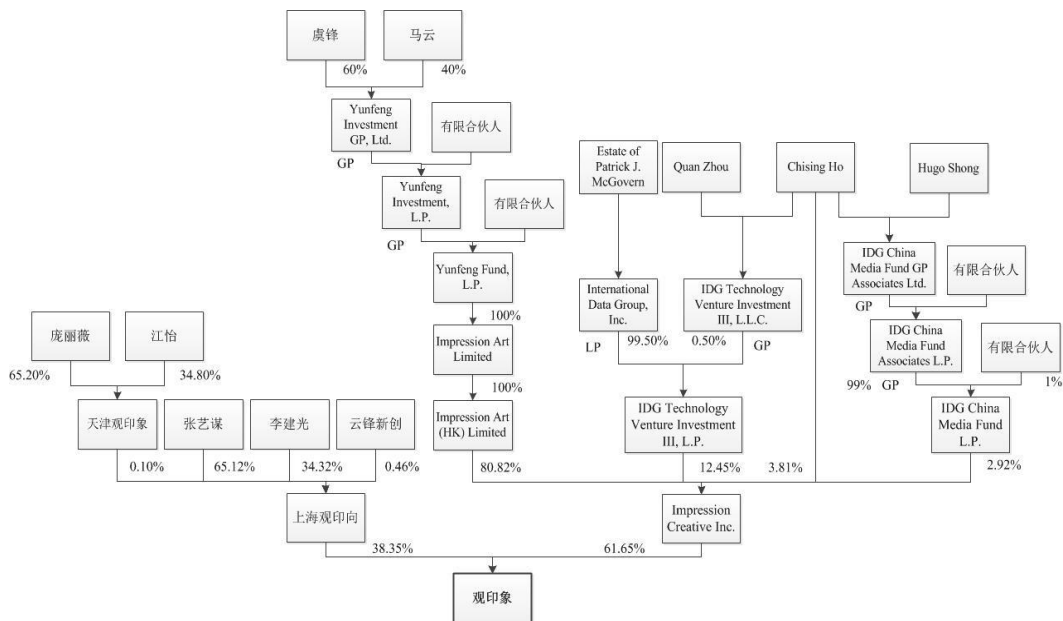 虞锋
马云
60%
40%
Yunfeng
Investment
GP, Ltd.
有限合伙人
GP
Estate of
Patrick J.
McGovern
Quan Zhou
Chising Ho
Hugo Shong
Yunfeng
Investment,
L.P.
有限合伙人
GP
Yunfeng Fund,
L.P.
International
Data Group,
Inc.
IDG Technology
Venture Investment
III, L.L.C.
IDG China
Media Fund GP
Associates Ltd.
有限合伙人
GP
100%
庞丽薇
江怡
Impression Art
Limited
LP
99.50%
0.50%
GP
IDG China
Media Fund
Associates L.P.
有限合伙人
65.20%
34.80%
100%
99%
GP
1%
天津观印象
张艺谋
李建光
云锋新创
Impression Art
(HK) Limited
IDG Technology
Venture Investment
III, L.P.
IDG China
Media Fund
L.P.
0.10%
65.12%
34.32%
0.46%
80.82%
12.45%
3.81%
2.92%
上海观印向
Impression
Creative Inc.
38.35%
61.65%
观印象